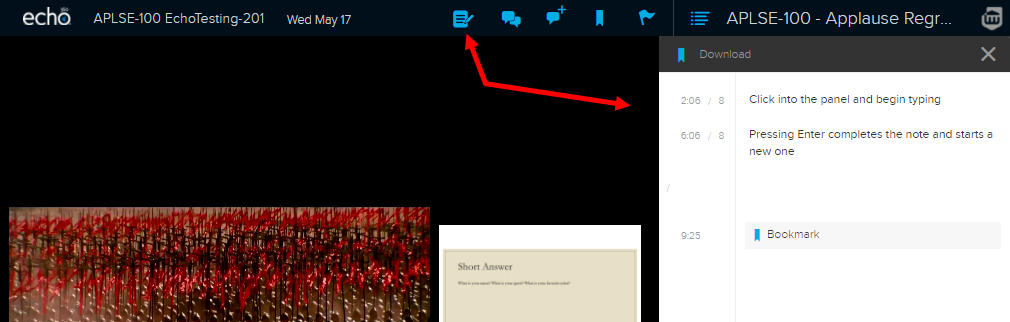 echo 360
APLSE-100 EchoTesting-201
Wed May 17
APLSE-100 - Applause Regr...
Download
2:06 / 8
Click into the panel and begin typing
6:06 / 8
Pressing Enter completes the note and starts a
new one
/
9:25
Bookmark
Short Answer
What is your name? What is your quest? What is your favorite color?